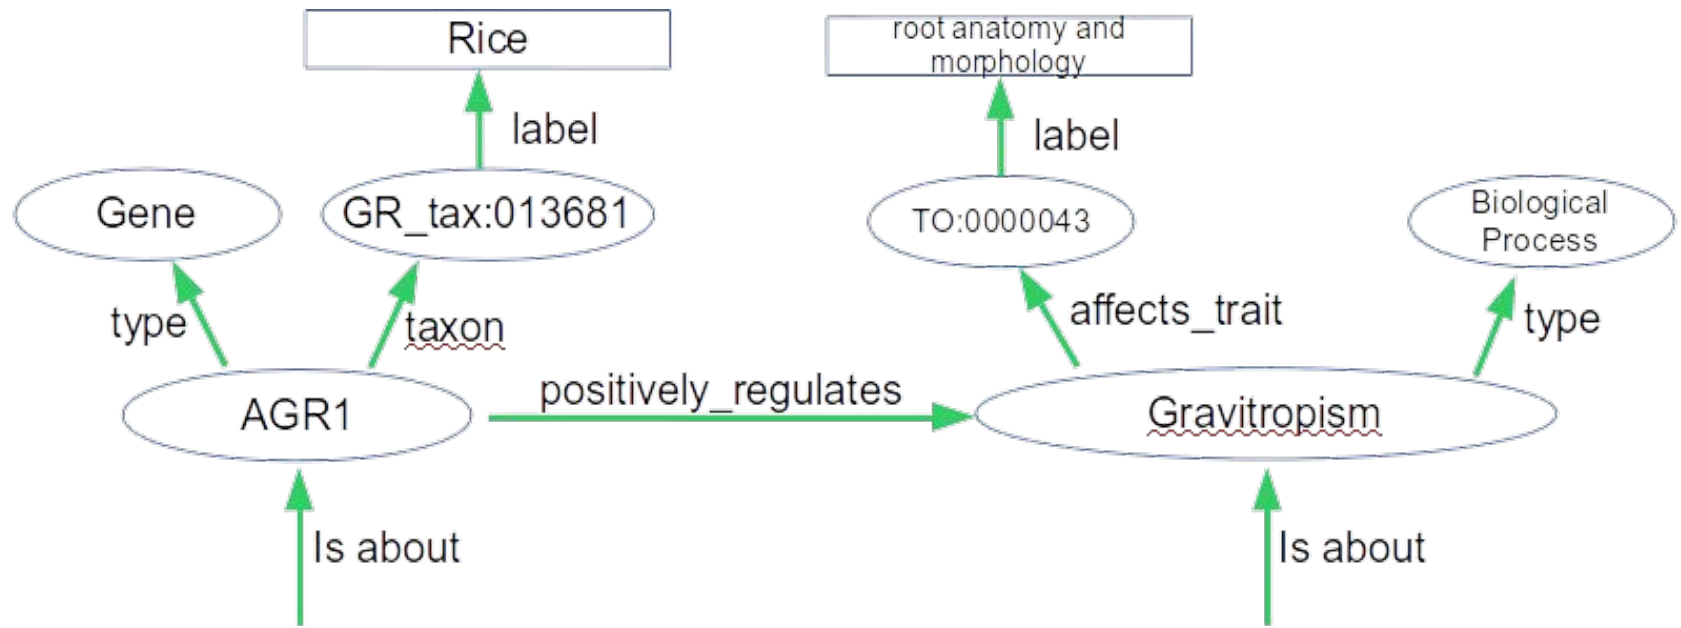 Rice
root anatomy and
morphology
label
label
Gene
GR_tax:013681
TO:0000043
Biological
Process
type
taxon
affects_trait
type
AGR1
positively_regulates
Gravitropism
Is about
Is about